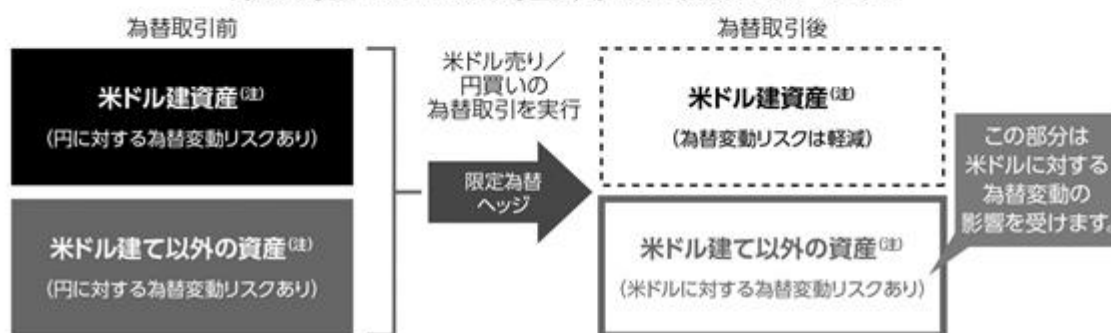 為替取引前
米ドル建資産(注)
(円に対する為替変動リスクあり)
米ドル建て以外の資産(注)
(円に対する為替変動リスクあり)
米ドル売り／
円買いの
為替取引を実行
限定為替
ヘッジ
為替取引後
米ドル建資産(注)
(為替変動リスクは軽減)
米ドル建て以外の資産(注)
(米ドルに対する為替変動リスクあり)
この部分は
米ドルに対する
為替変動の
影響を受けます。